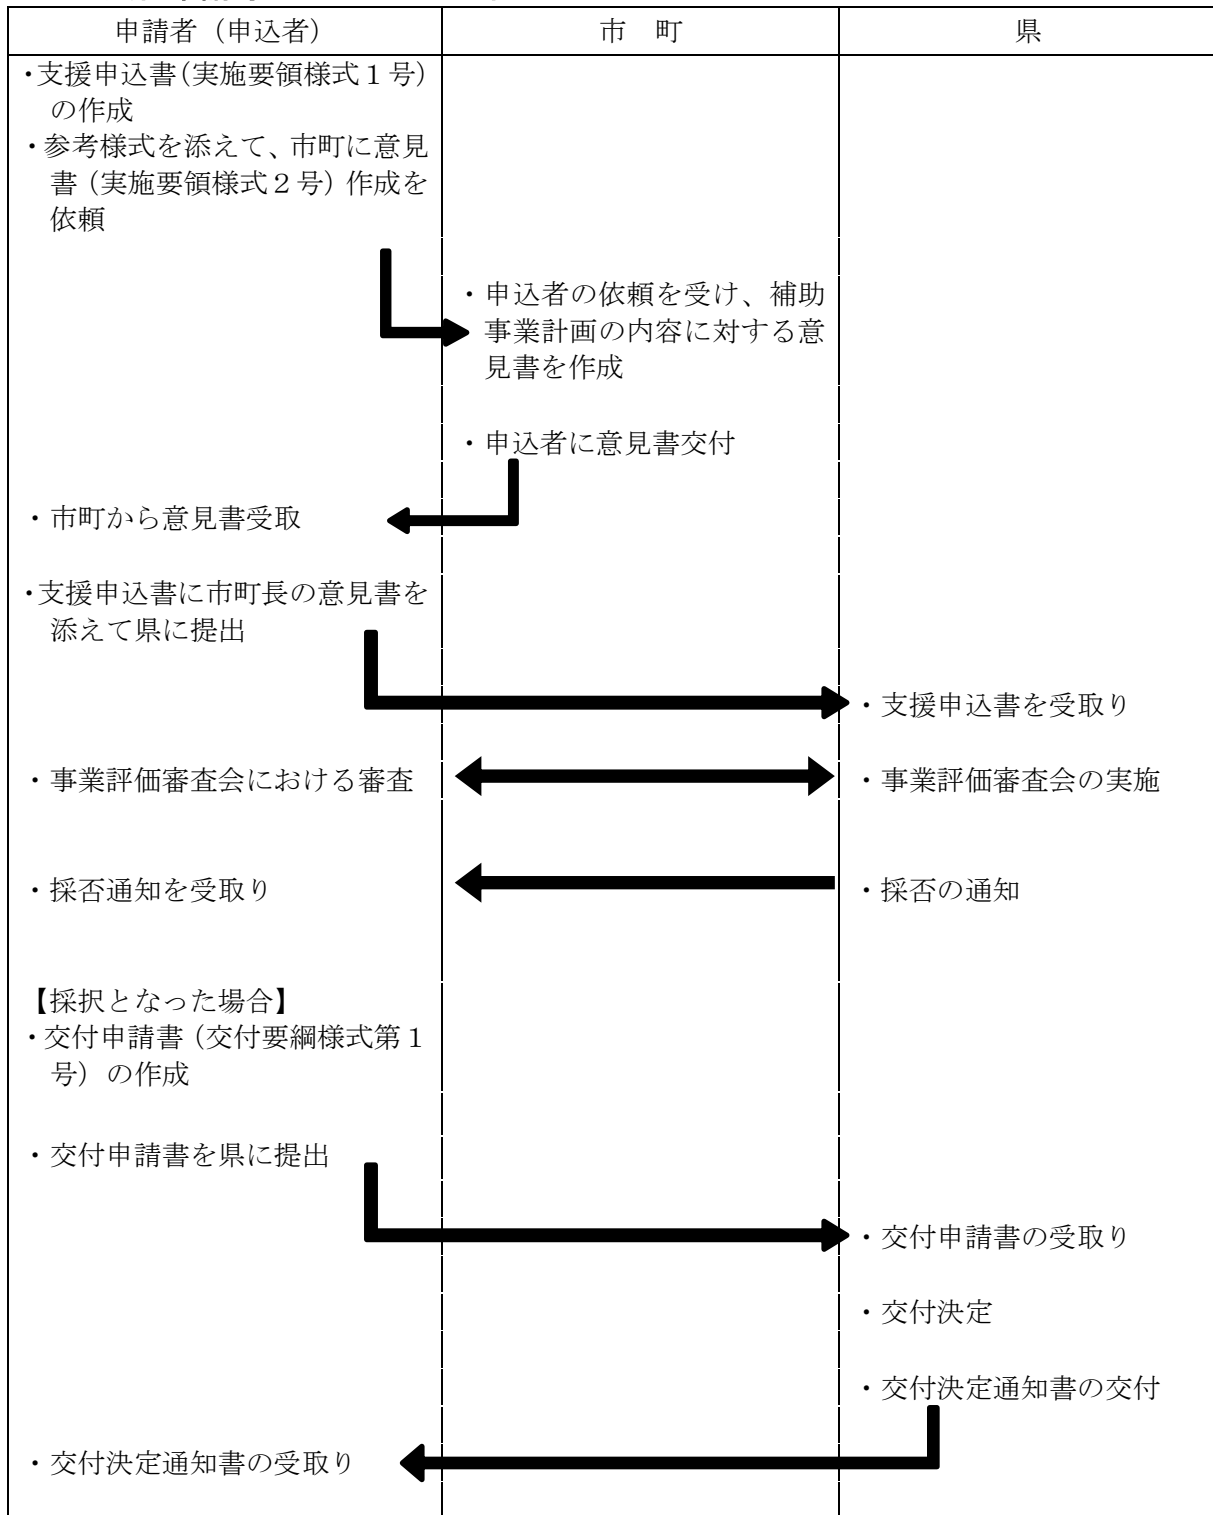 申請者（申込者）
市　町
県
・支援申込書（実施要領様式１号）
の作成
・参考様式を添えて、市町に意見
書（実施要領様式２号）作成を
依頼
・申込者の依頼を受け、補助
事業計画の内容に対する意
見書を作成
・申込者に意見書交付
・市町から意見書受取
・支援申込書に市町長の意見書を
添えて県に提出
・支援申込書を受取り
・事業評価審査会における審査
・事業評価審査会の実施
・採否通知を受取り
・採否の通知
【採択となった場合】
・交付申請書（交付要綱様式第１
号）の作成
・交付申請書を県に提出
・交付申請書の受取り
・交付決定
・交付決定通知書の交付
・交付決定通知書の受取り